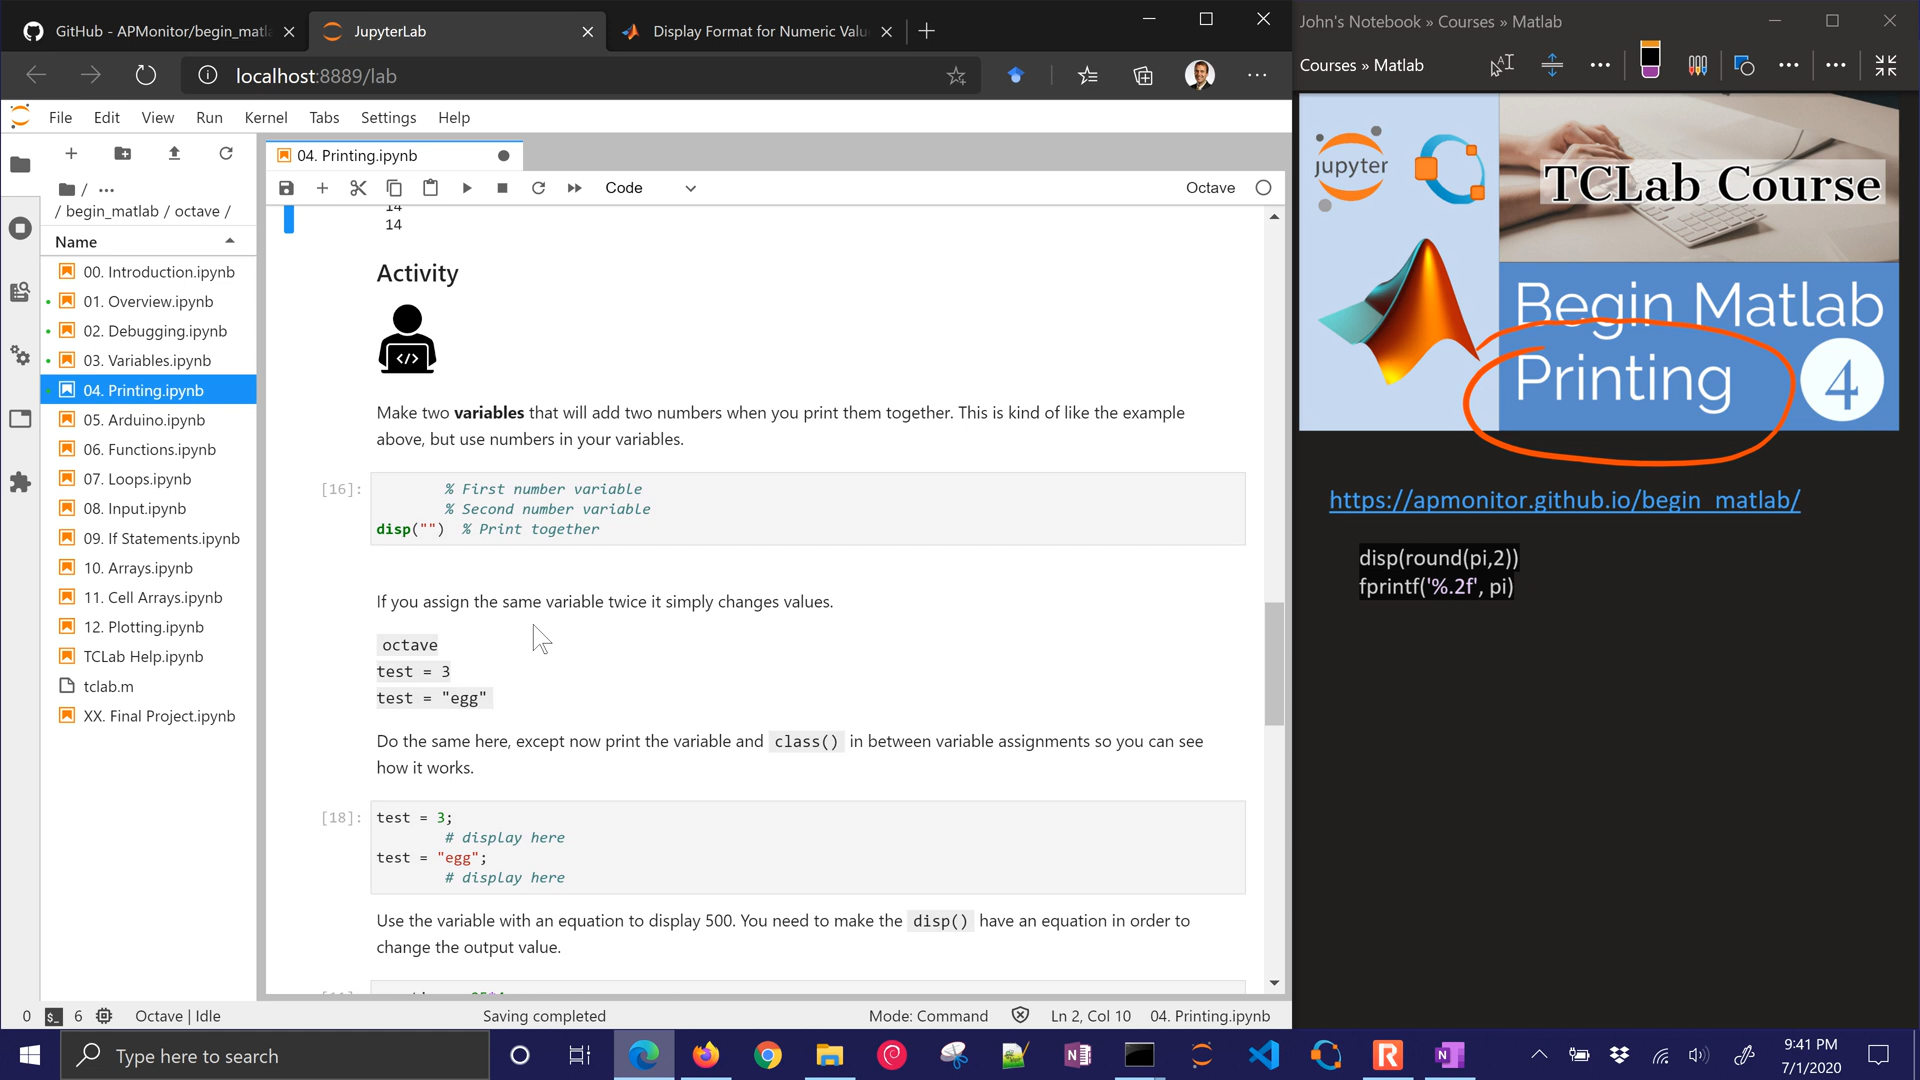 GitHub - APMonitor/begin_matla
JupyterLab
Display Format for Numeric Valu
localhost:8889/lab
File Edit View Run Kernel Tabs Settings Help
/ ...
/ begin_matlab / octave /
Name
00. Introduction.ipynb
01. Overview.ipynb
02. Debugging.ipynb
03. Variables.ipynb
04. Printing.ipynb
05. Arduino.ipynb
06. Functions.ipynb
07. Loops.ipynb
08. Input.ipynb
09. If Statements.ipynb
10. Arrays.ipynb
11. Cell Arrays.ipynb
12. Plotting.ipynb
TCLab Help.ipynb
tclab.m
XX. Final Project.ipynb
04. Printing.ipynb
Code
Octave
14
14
Activity
</>
Make two variables that will add two numbers when you print them together. This is kind of like the example
above, but use numbers in your variables.
[16]:
% First number variable
% Second number variable
disp("") % Print together
If you assign the same variable twice it simply changes values.
octave
test = 3
test = "egg"
Do the same here, except now print the variable and class() in between variable assignments so you can see
how it works.
[18]:
test = 3;
# display here
test = "egg";
# display here
Use the variable with an equation to display 500. You need to make the disp() have an equation in order to
change the output value.
0 $_ 6 Octave | Idle
Saving completed
Mode: Command
Ln 2, Col 10 04. Printing.ipynb
John's Notebook » Courses » Matlab
Courses » Matlab
jupyter
TCLab Course
Begin Matlab
Printing
4
https://apmonitor.github.io/begin_matlab/
disp(round(pi,2))
fprintf('%.2f', pi)
Type here to search
9:41 PM
7/1/2020